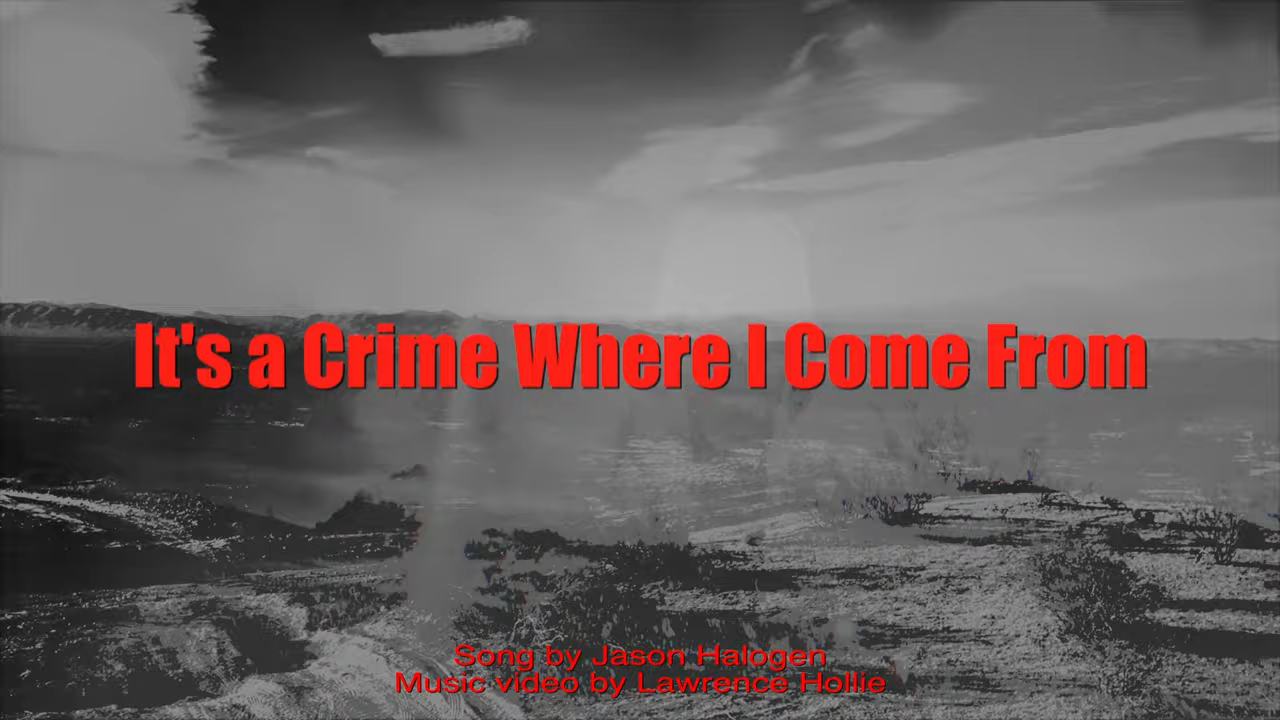 It's a Crime Where I Come From
Song by Jason Halogen
Music video by Lawrence Hollie